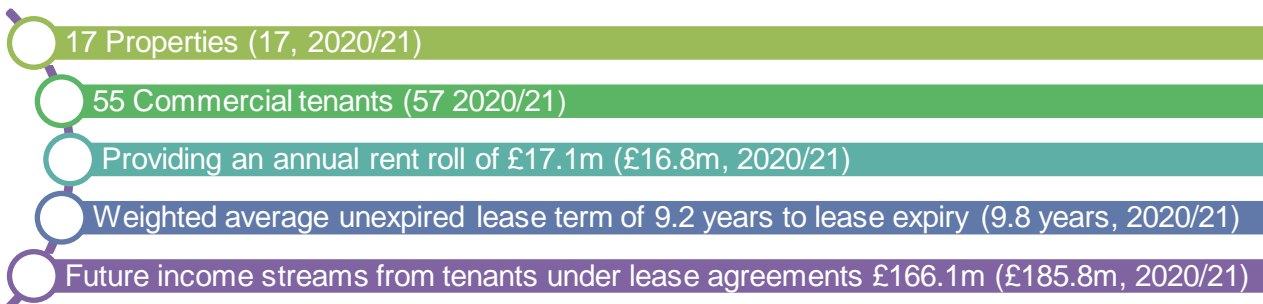 17 Properties (17, 2020/21)
55 Commercial tenants (57 2020/21)
Providing an annual rent roll of £17.1m (£16.8m, 2020/21)
Weighted average unexpired lease term of 9.2 years to lease expiry (9.8 years, 2020/21)
Future income streams from tenants under lease agreements £166.1m (£185.8m, 2020/21)